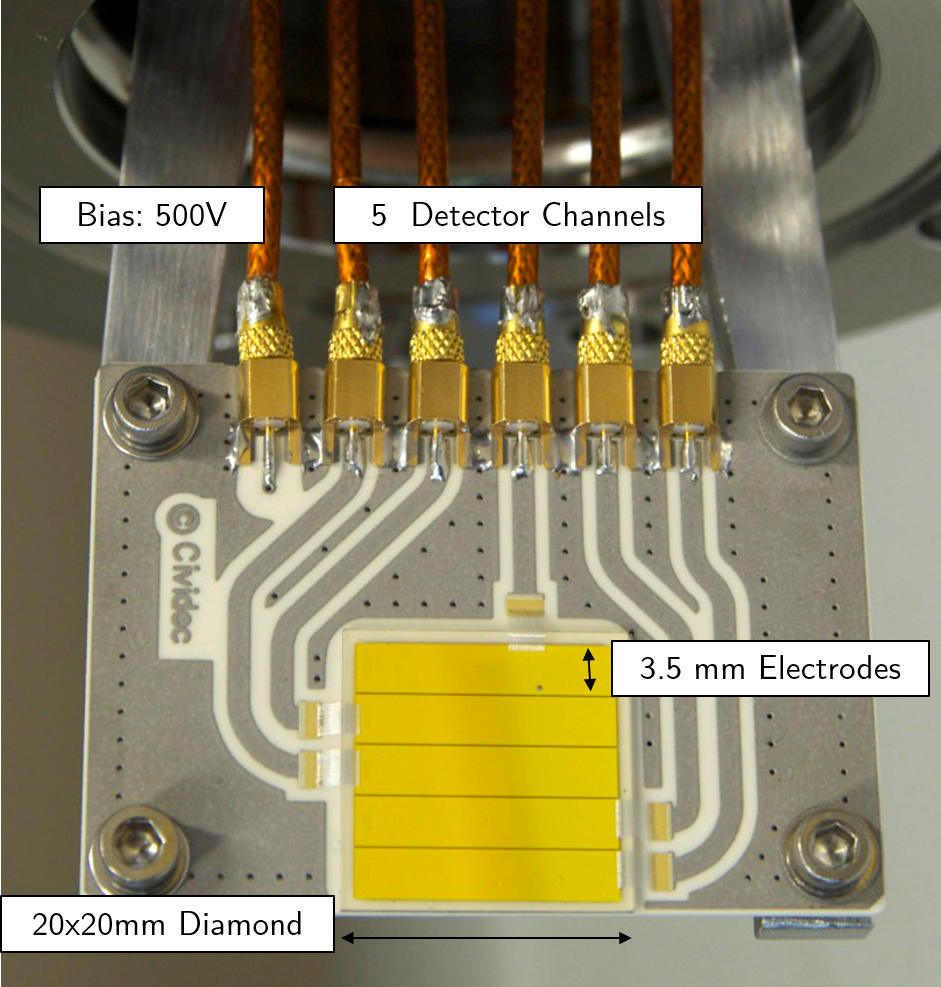 Bias: 500V
5 Detector Channels
© Cividec
3.5 mm Electrodes
20x20mm Diamond